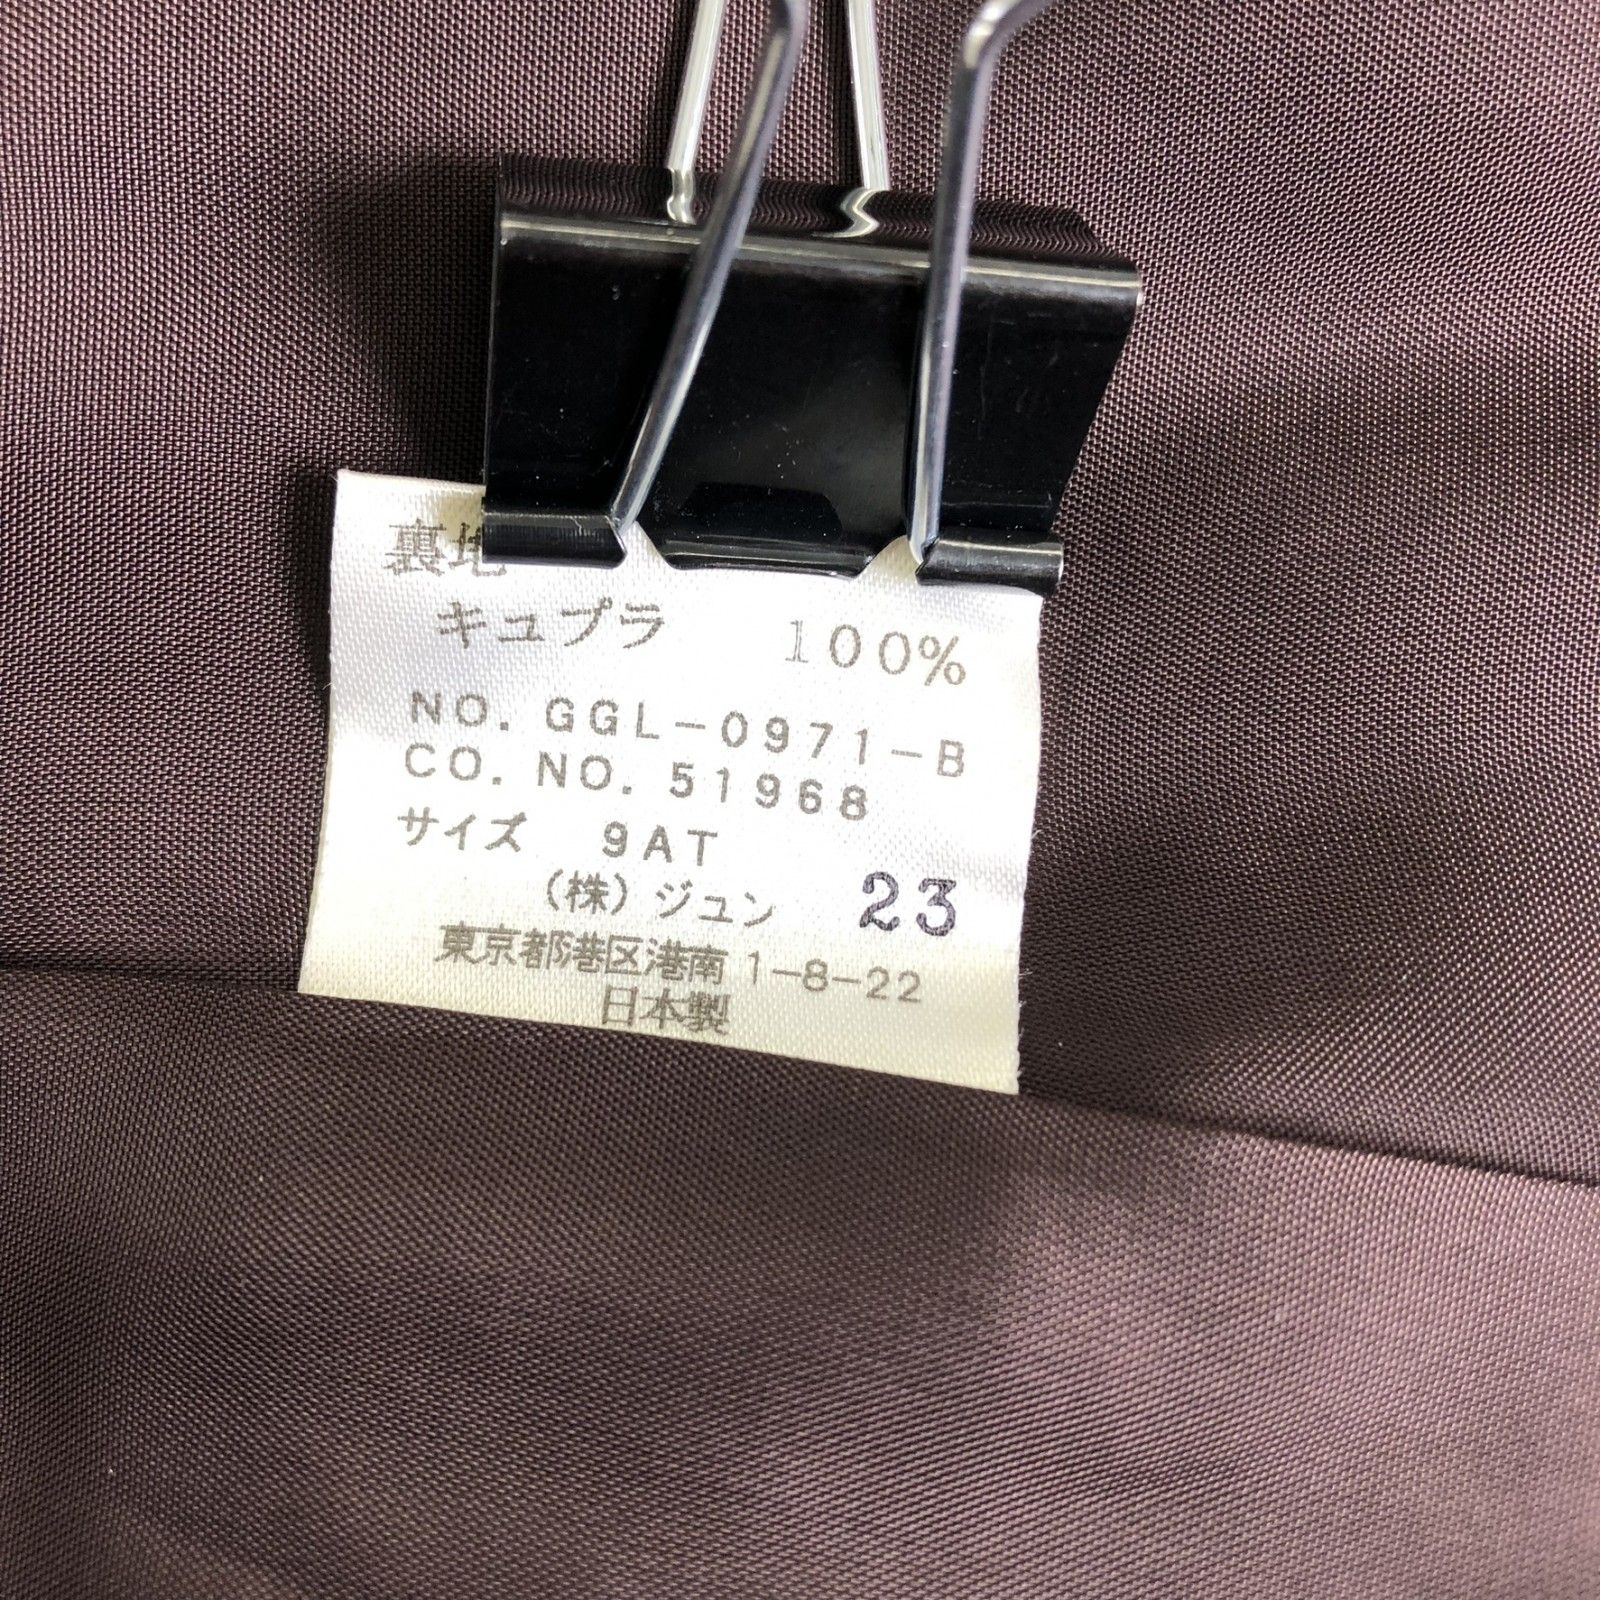 裏地
キュプラ 100%
NO. GGL-0971-B
CO. NO. 51968
サイズ 9AT
(株)ジュン 23
東京都港区港南1-8-22
日本製